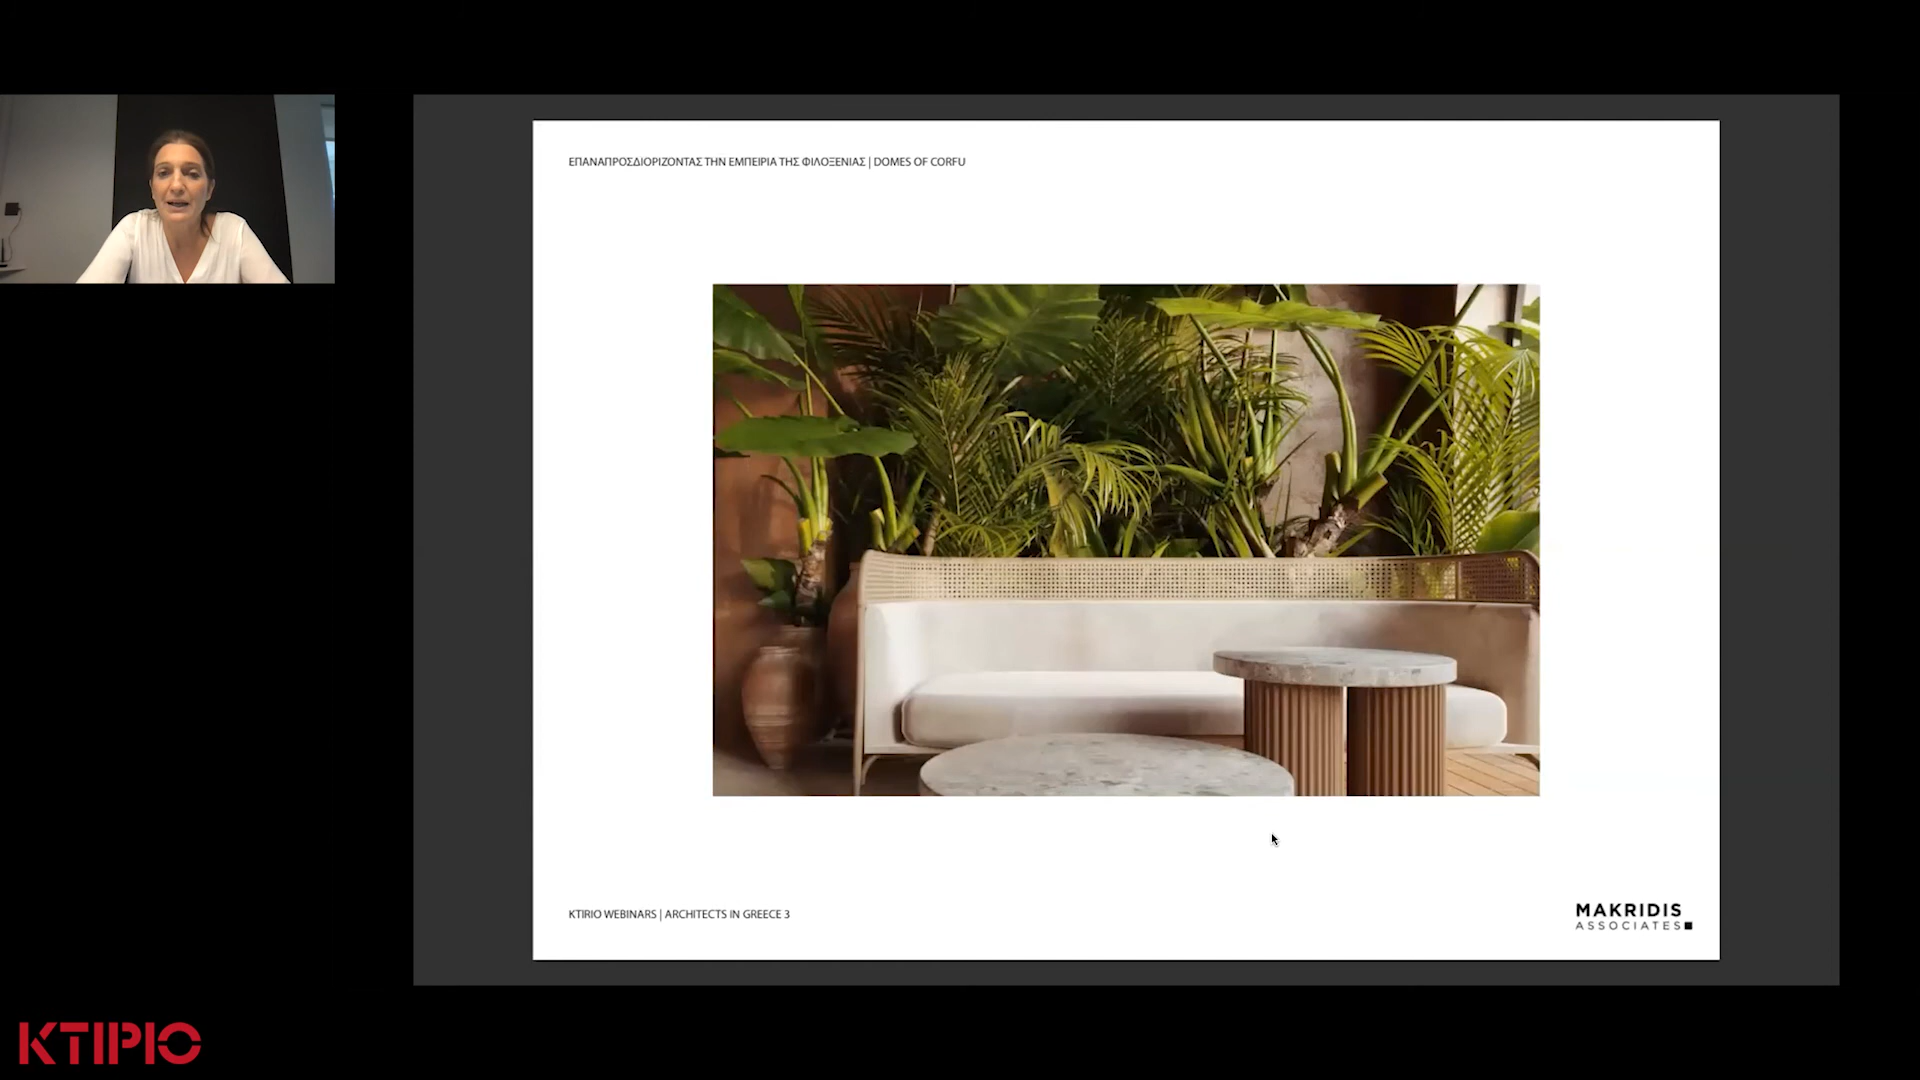 ΕΠΑΝΑΠΡΟΣΔΙΟΡΙΖΟΝΤΑΣ ΤΗΝ ΕΜΠΕΙΡΙΑ ΤΗΣ ΦΙΛΟΞΕΝΙΑΣ | DOMES OF CORFU
KTIRIO WEBINARS | ARCHITECTS IN GREECE 3
MAKRIDIS
ASSOCIATES
ΚΤΙΡΙΟ